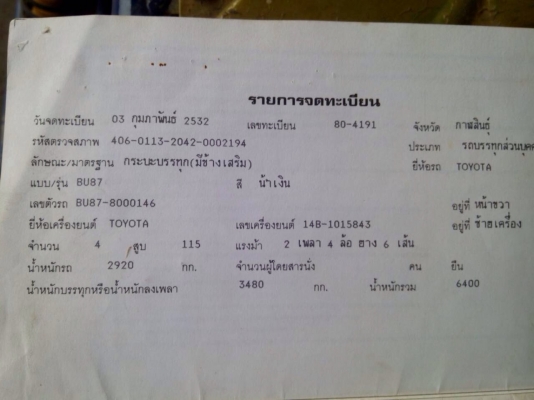 รายการจดทะเบียน
วันจดทะเบียน 03 กุมภาพันธ์ 2532 เลขทะเบียน 80-4191 จังหวัด กาฬสินธุ์
รหัสตรวจสภาพ 406-0113-2042-0002194 ประเภท รถบรรทุกส่วนบุคค
ลักษณะ/มาตรฐาน กระบะบรรทุก(มีข้างเสริม) ยี่ห้อรถ TOYOTA
แบบ/รุ่น BU87 สี น้ำเงิน
เลขตัวรถ BU87-8000146 อยู่ที่ หน้าขวา
ยี่ห้อเครื่องยนต์ TOYOTA เลขเครื่องยนต์ 14B-1015843 อยู่ที่ ซ้ายเครื่อง
จำนวน 4 สูบ 115 แรงม้า 2 เพลา 4 ล้อ ยาง 6 เส้น
น้ำหนักรถ 2920 กก. จำนวนผู้โดยสารนั่ง คน ยืน
น้ำหนักบรรทุกหรือน้ำหนักลงเพลา 3480 กก. น้ำหนักรวม 6400